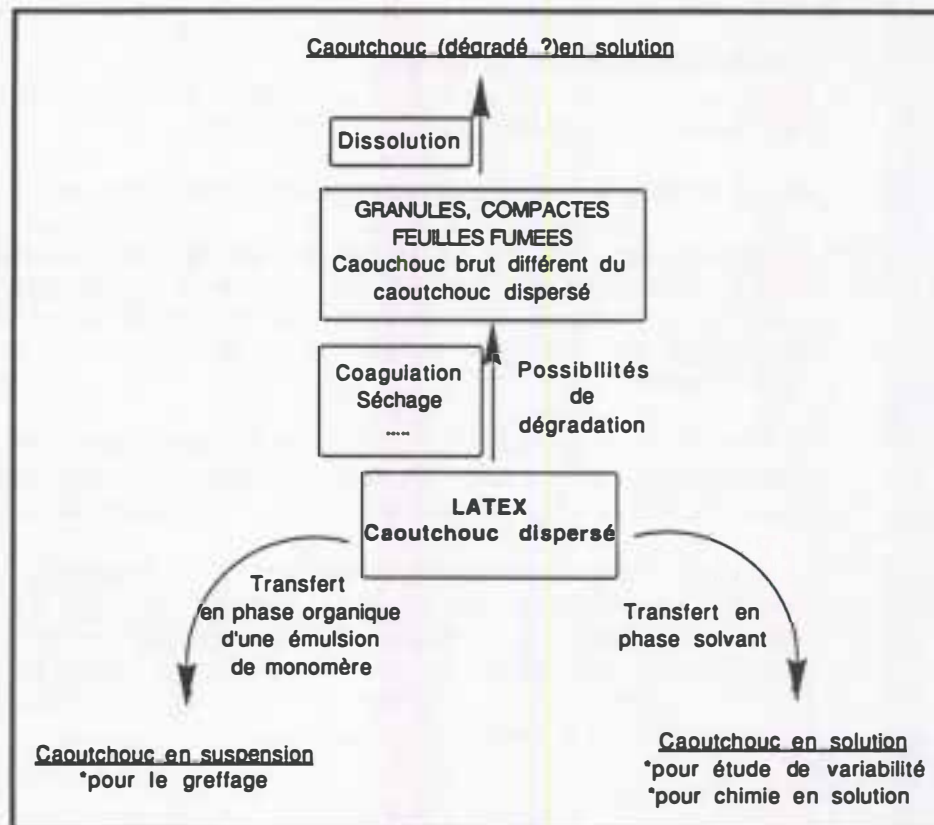 Caoutchouc (dégradé ?)en solution
Dissolution
GRANULES, COMPACTES
FEUILLES FUMEES
Caouchouc brut différent du
caoutchouc dispersé
Coagulation
Séchage
.....
Possibilités
de
dégradation
LATEX
Caoutchouc dispersé
Transfert
en phase organique
d'une émulsion
de monomère
Transfert en
phase solvant
Caoutchouc en suspension
*pour le greffage
Caoutchouc en solution
*pour étude de variabilité
*pour chimie en solution